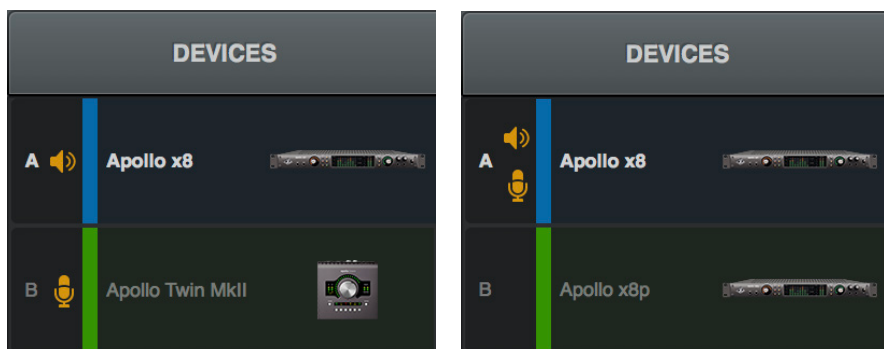 DEVICES
A Apollo x8
B Apollo Twin MkII
DEVICES
A Apollo x8
B Apollo x8p